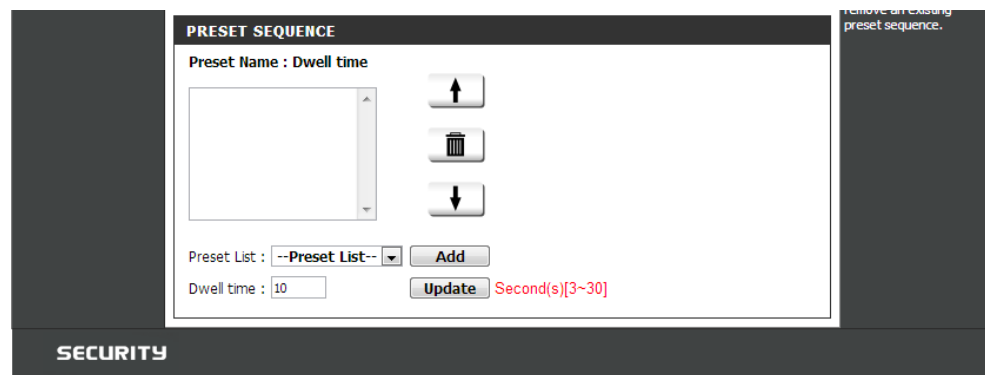 remove an existing
preset sequence.
PRESET SEQUENCE
Preset Name : Dwell time
Preset List : --Preset List-- Add
Dwell time : 10 Update Second(s)[3~30]
SECURITY